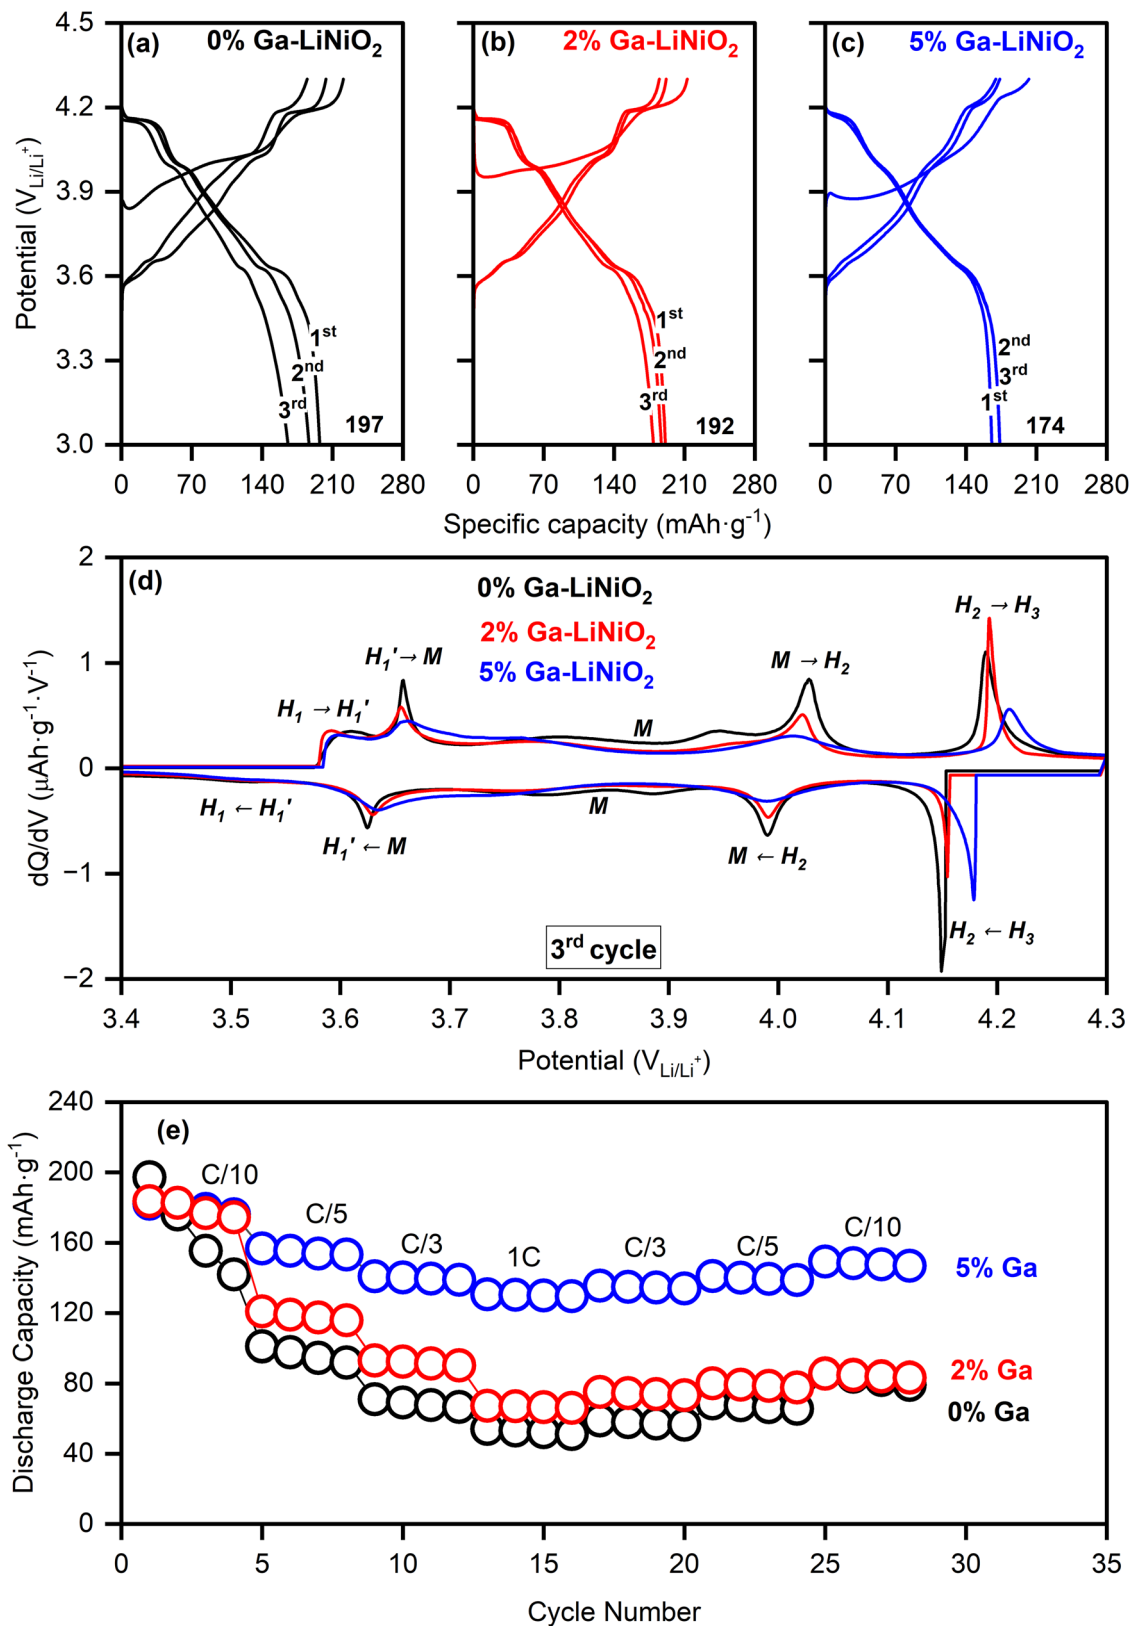 (a) 0% Ga-LiNiO₂
(b) 2% Ga-LiNiO₂
(c) 5% Ga-LiNiO₂
4.5
4.2
3.9
3.6
3.3
3.0
Potential (V_Li/Li⁺)
1st
2nd
3rd
197
1st
2nd
3rd
192
2nd
3rd
1st
174
0 70 140 210 280
0 70 140 210 280
0 70 140 210 280
Specific capacity (mAh·g⁻¹)
(d)
0% Ga-LiNiO₂
2% Ga-LiNiO₂
5% Ga-LiNiO₂
2
1
0
−1
−2
dQ/dV (μAh·g⁻¹·V⁻¹)
H₁ → H₁'
H₁' → M
M
M → H₂
H₂ → H₃
H₁ ← H₁'
H₁' ← M
M
M ← H₂
H₂ ← H₃
3rd cycle
3.4 3.5 3.6 3.7 3.8 3.9 4.0 4.1 4.2 4.3
Potential (V_Li/Li⁺)
(e)
240
200
160
120
80
40
0
Discharge Capacity (mAh·g⁻¹)
C/10
C/5
C/3
1C
C/3
C/5
C/10
5% Ga
2% Ga
0% Ga
0 5 10 15 20 25 30 35
Cycle Number